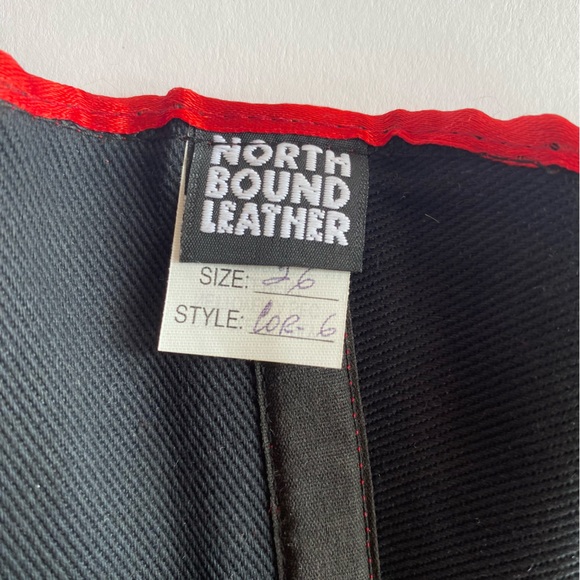 NORTH
BOUND
LEATHER
SIZE: 26
STYLE: COR-6